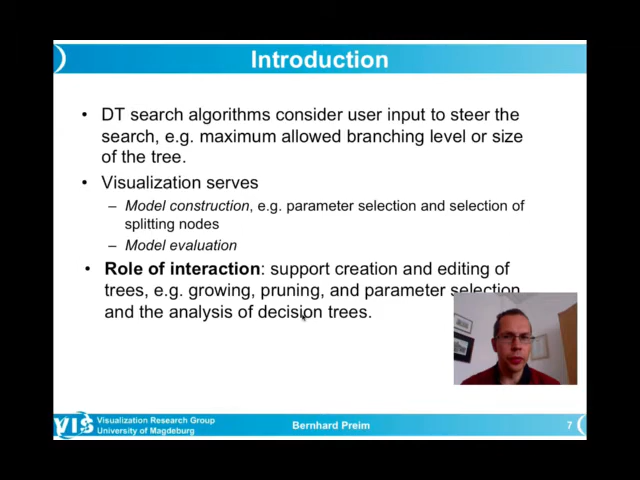 Introduction
• DT search algorithms consider user input to steer the
search, e.g. maximum allowed branching level or size
of the tree.
• Visualization serves
– Model construction, e.g. parameter selection and selection of
splitting nodes
– Model evaluation
• Role of interaction: support creation and editing of
trees, e.g. growing, pruning, and parameter selection
and the analysis of decision trees.
VIS
Visualization Research Group
University of Magdeburg
Bernhard Preim
7